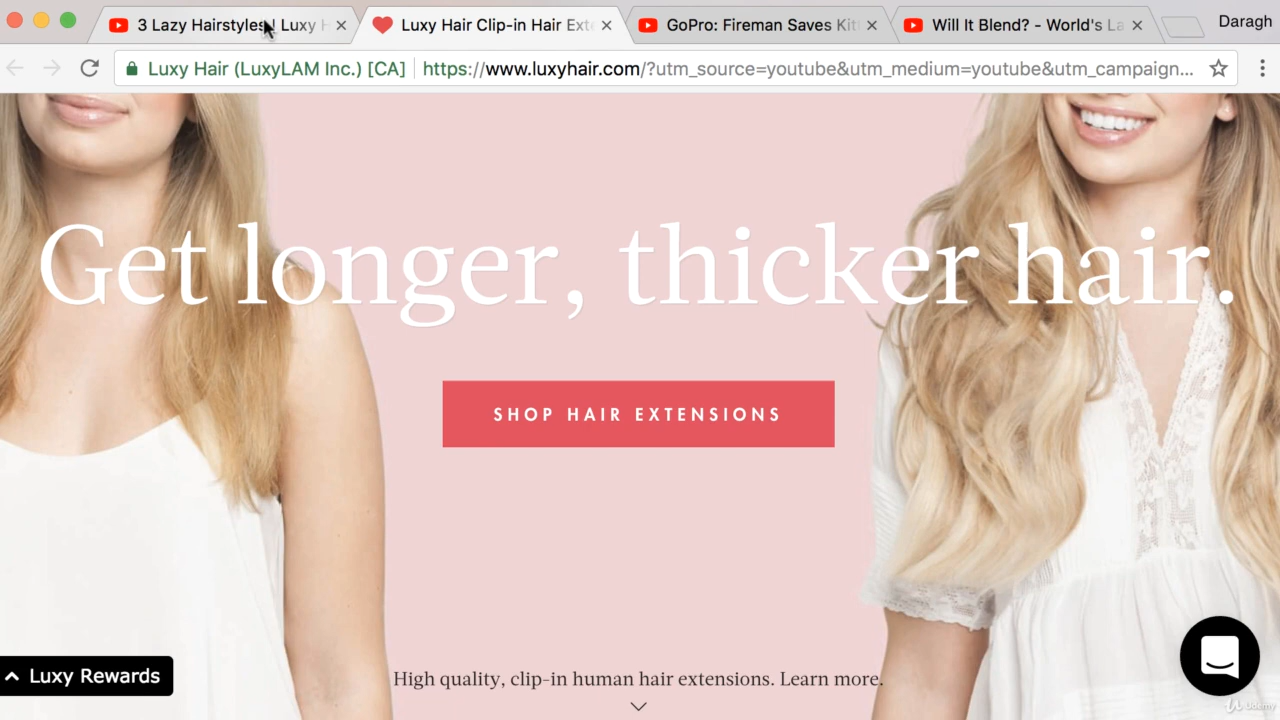 3 Lazy Hairstyles | Luxy H
Luxy Hair Clip-in Hair Exte
GoPro: Fireman Saves Kit
Will It Blend? - World's La
Daragh
Luxy Hair (LuxyLAM Inc.) [CA]
https://www.luxyhair.com/?utm_source=youtube&utm_medium=youtube&utm_campaign...
Get longer, thicker hair.
SHOP HAIR EXTENSIONS
Luxy Rewards
High quality, clip-in human hair extensions. Learn more.
Udemy